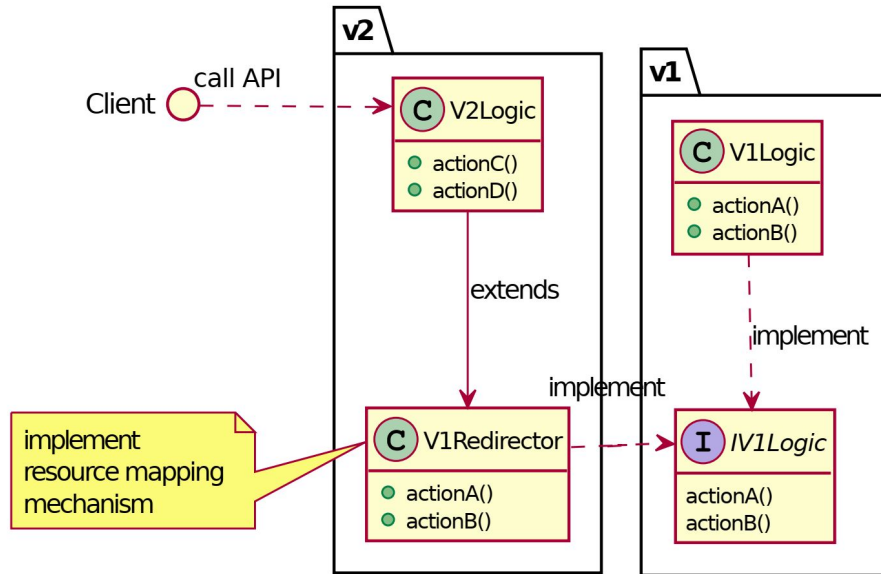 v2
v1
call API
Client
C V2Logic
actionC()
actionD()
C V1Logic
actionA()
actionB()
extends
implement
implement
implement
resource mapping
mechanism
C V1Redirector
actionA()
actionB()
I IV1Logic
actionA()
actionB()